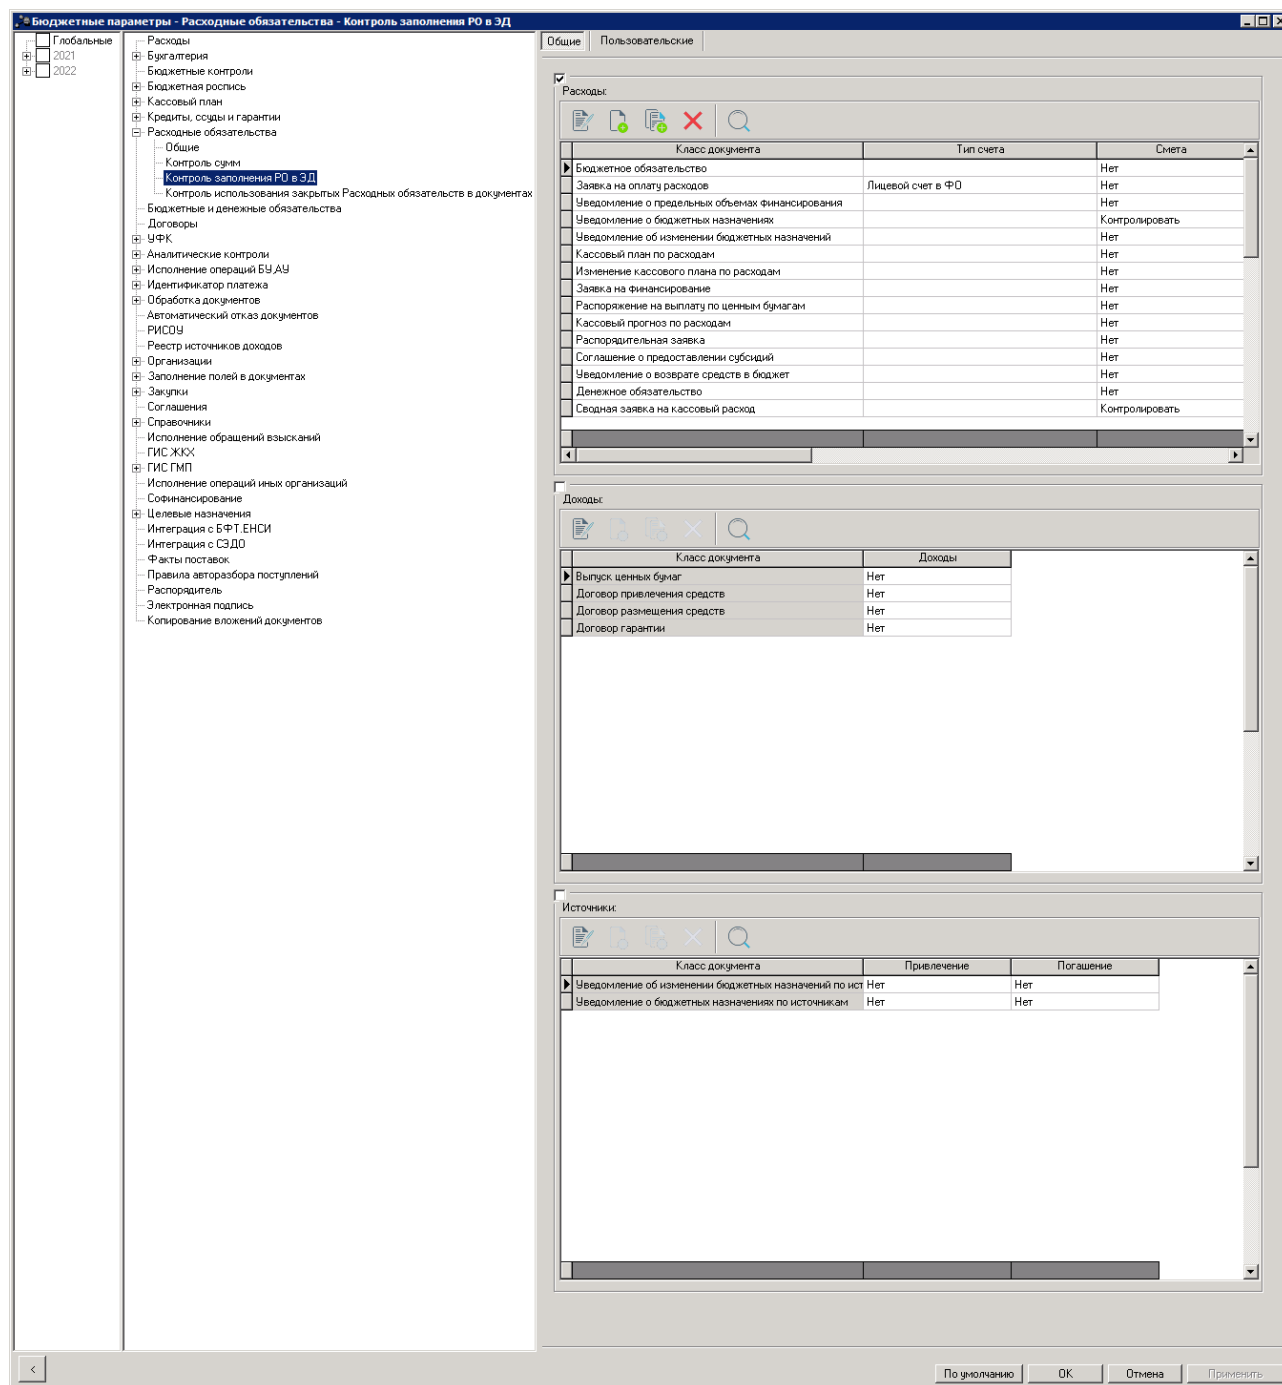 Бюджетные параметры - Расходные обязательства - Контроль заполнения РО в ЭД
Глобальные
2021
2022
Расходы
Бухгалтерия
Бюджетные контроли
Бюджетная роспись
Кассовый план
Кредиты, ссуды и гарантии
Расходные обязательства
Общие
Контроль сумм
Контроль заполнения РО в ЭД
Контроль использования закрытых Расходных обязательств в документах
Бюджетные и денежные обязательства
Договоры
УФК
Аналитические контроли
Исполнение операций БУ,АУ
Идентификатор платежа
Обработка документов
Автоматический отказ документов
РИСОУ
Реестр источников доходов
Организации
Заполнение полей в документах
Закупки
Соглашения
Справочники
Исполнение обращений взысканий
ГИС ЖКХ
ГИС ГМП
Исполнение операций иных организаций
Софинансирование
Целевые назначения
Интеграция с БФТ.ЕНСИ
Интеграция с СЭДО
Факты поставок
Правила авторазбора поступлений
Распорядитель
Электронная подпись
Копирование вложений документов
Общие Пользовательские
Расходы:
Класс документа Тип счета Смета
Бюджетное обязательство Нет
Заявка на оплату расходов Лицевой счет в ФО Нет
Уведомление о предельных объемах финансирования Нет
Уведомление о бюджетных назначениях Контролировать
Уведомление об изменении бюджетных назначений Нет
Кассовый план по расходам Нет
Изменение кассового плана по расходам Нет
Заявка на финансирование Нет
Распоряжение на выплату по ценным бумагам Нет
Кассовый прогноз по расходам Нет
Распорядительная заявка Нет
Соглашение о предоставлении субсидий Нет
Уведомление о возврате средств в бюджет Нет
Денежное обязательство Нет
Сводная заявка на кассовый расход Контролировать
Доходы:
Класс документа Доходы
Выпуск ценных бумаг Нет
Договор привлечения средств Нет
Договор размещения средств Нет
Договор гарантии Нет
Источники:
Класс документа Привлечение Погашение
Уведомление об изменении бюджетных назначений по ист Нет Нет
Уведомление о бюджетных назначениях по источникам Нет Нет
< По умолчанию OK Отмена Применить